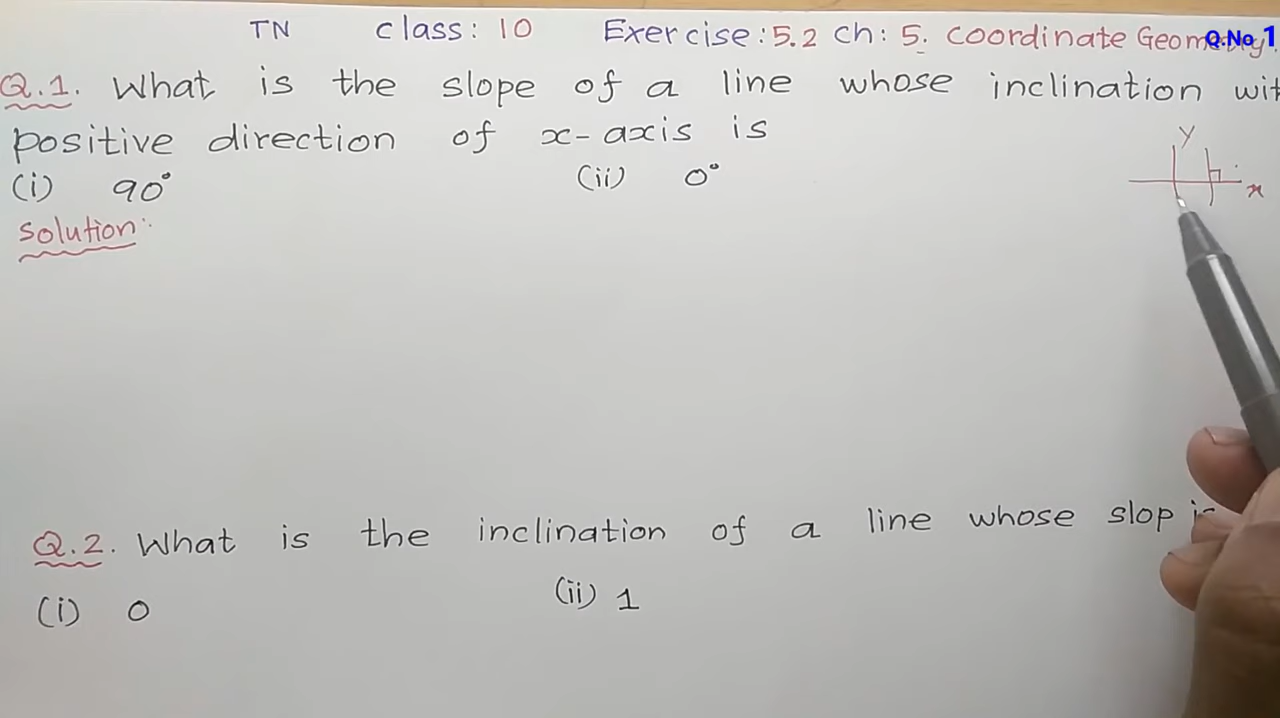 TN class: 10 Exercise: 5.2 ch: 5. Coordinate Q.No 1
Q.1. What is the slope of a line whose inclination
positive direction of x-axis is
(i) 90° (ii) 0°
Solution:
y
x
Q.2. What is the inclination of a line whose slop is
(i) 0 (ii) 1